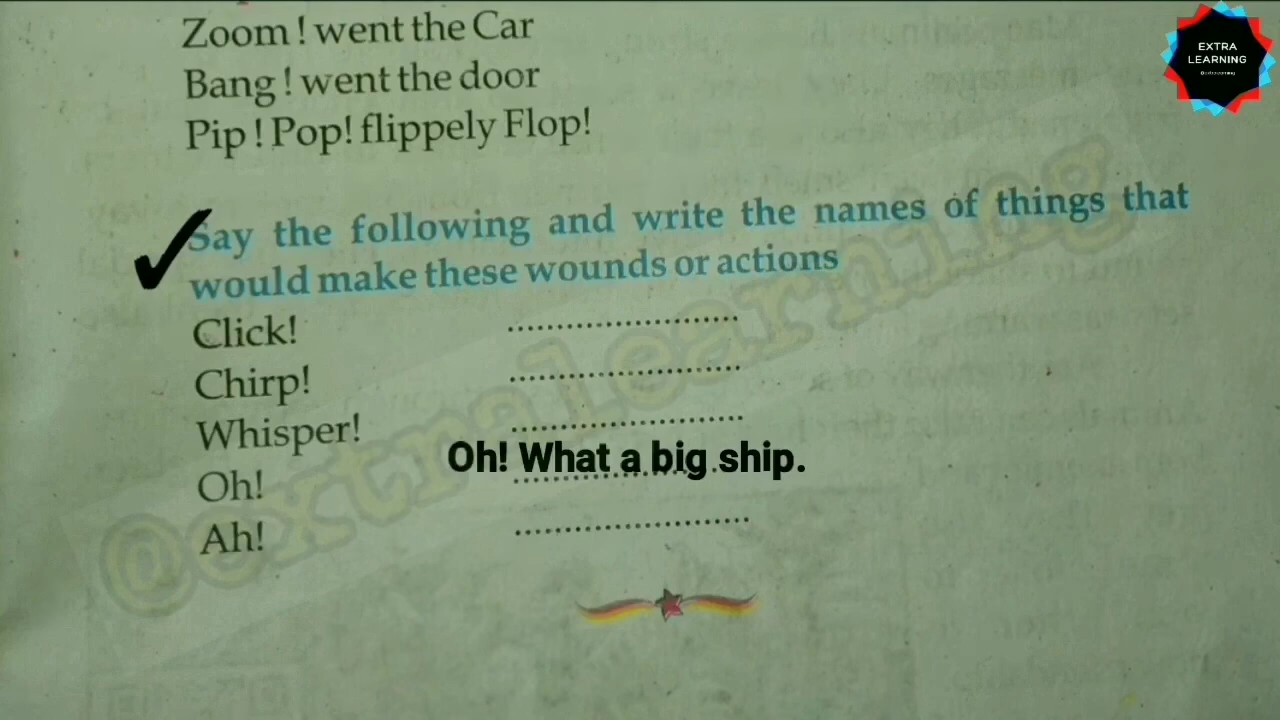 Zoom ! went the Car
Bang ! went the door
Pip ! Pop! flippely Flop!
EXTRA
LEARNING
@extralearning
Say the following and write the names of things that
would make these wounds or actions
Click! ........................
Chirp! ........................
Whisper! ........................
Oh! What a big ship.
Oh! ........................
Ah! ........................
@extralearning